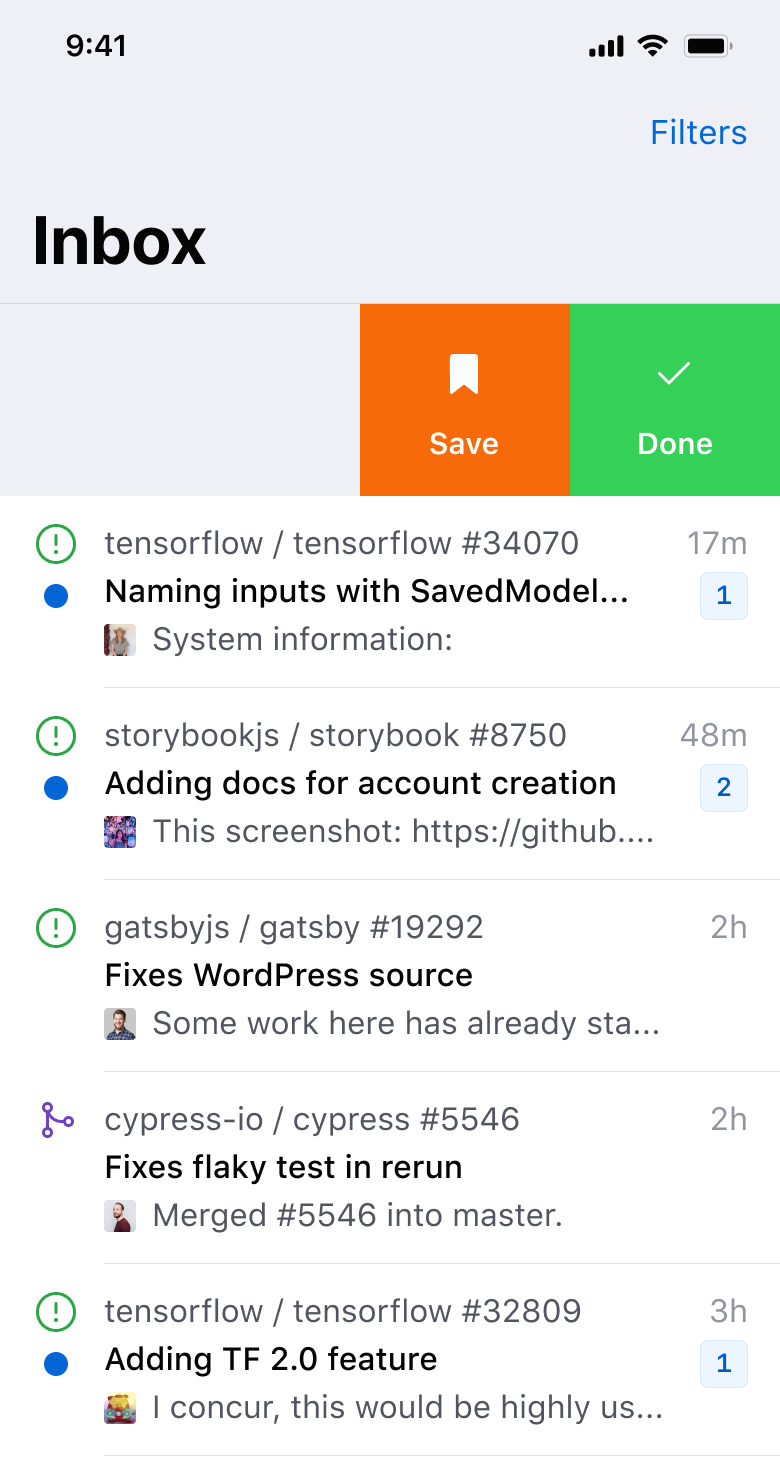 9:41
Filters
Inbox
Save
Done
tensorflow / tensorflow #34070 17m
Naming inputs with SavedModel... 1
System information:
storybookjs / storybook #8750 48m
Adding docs for account creation 2
This screenshot: https://github....
gatsbyjs / gatsby #19292 2h
Fixes WordPress source
Some work here has already sta...
cypress-io / cypress #5546 2h
Fixes flaky test in rerun
Merged #5546 into master.
tensorflow / tensorflow #32809 3h
Adding TF 2.0 feature 1
I concur, this would be highly us...